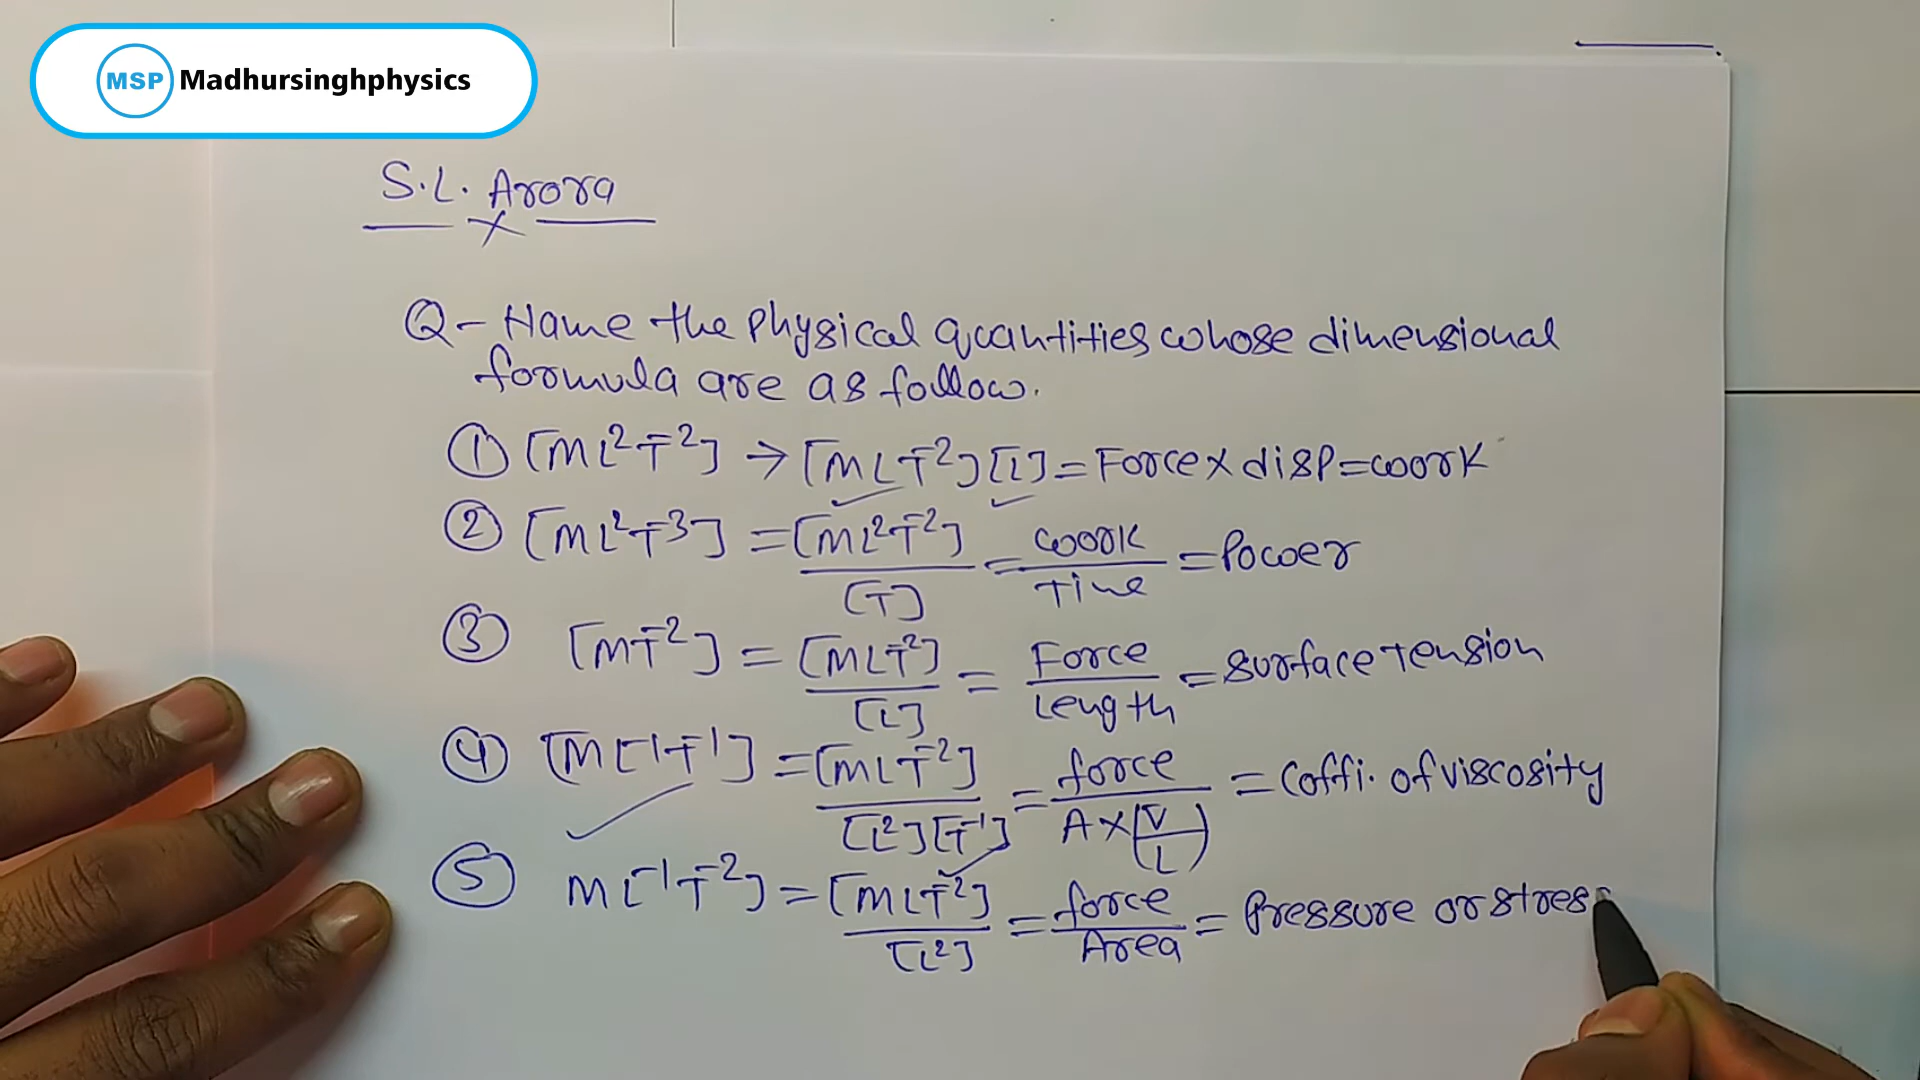 MSP Madhursinghphysics
S.L. Arora
Q- Name the physical quantities whose dimensional
formula are as follow.
① [ML²T⁻²] → [MLT⁻²][L] = Force x disp = work
② [ML²T⁻³] = [ML²T⁻²]/[T] = work/Time = Power
③ [MT⁻²] = [MLT⁻²]/[L] = Force/Length = surface Tension
④ [ML⁻¹T⁻¹] = [MLT⁻²]/[L²][T⁻¹] = force/A×(V/L) = Coffi. of viscosity
⑤ ML⁻¹T⁻²] = [MLT⁻²]/[L²] = force/Area = Pressure or stress